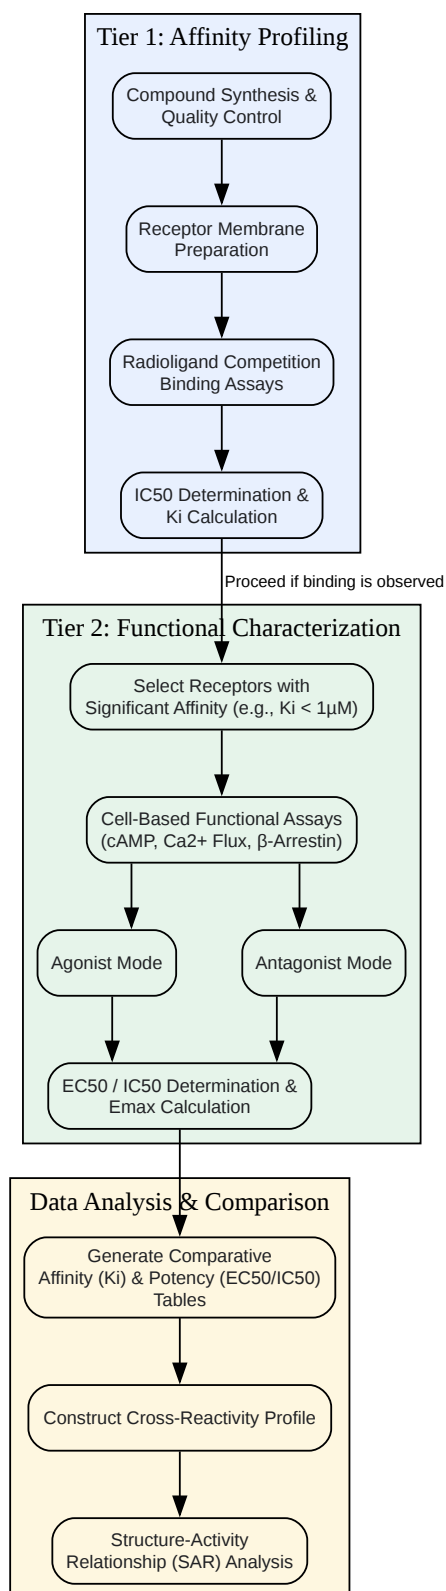 Tier 1: Affinity Profiling
Compound Synthesis &
Quality Control
Receptor Membrane
Preparation
Radioligand Competition
Binding Assays
IC50 Determination &
Ki Calculation
Proceed if binding is observed
Tier 2: Functional Characterization
Select Receptors with
Significant Affinity (e.g., Ki < 1µM)
Cell-Based Functional Assays
(cAMP, Ca2+ Flux, β-Arrestin)
Agonist Mode
Antagonist Mode
EC50 / IC50 Determination &
Emax Calculation
Data Analysis & Comparison
Generate Comparative
Affinity (Ki) & Potency (EC50/IC50)
Tables
Construct Cross-Reactivity Profile
Structure-Activity
Relationship (SAR) Analysis